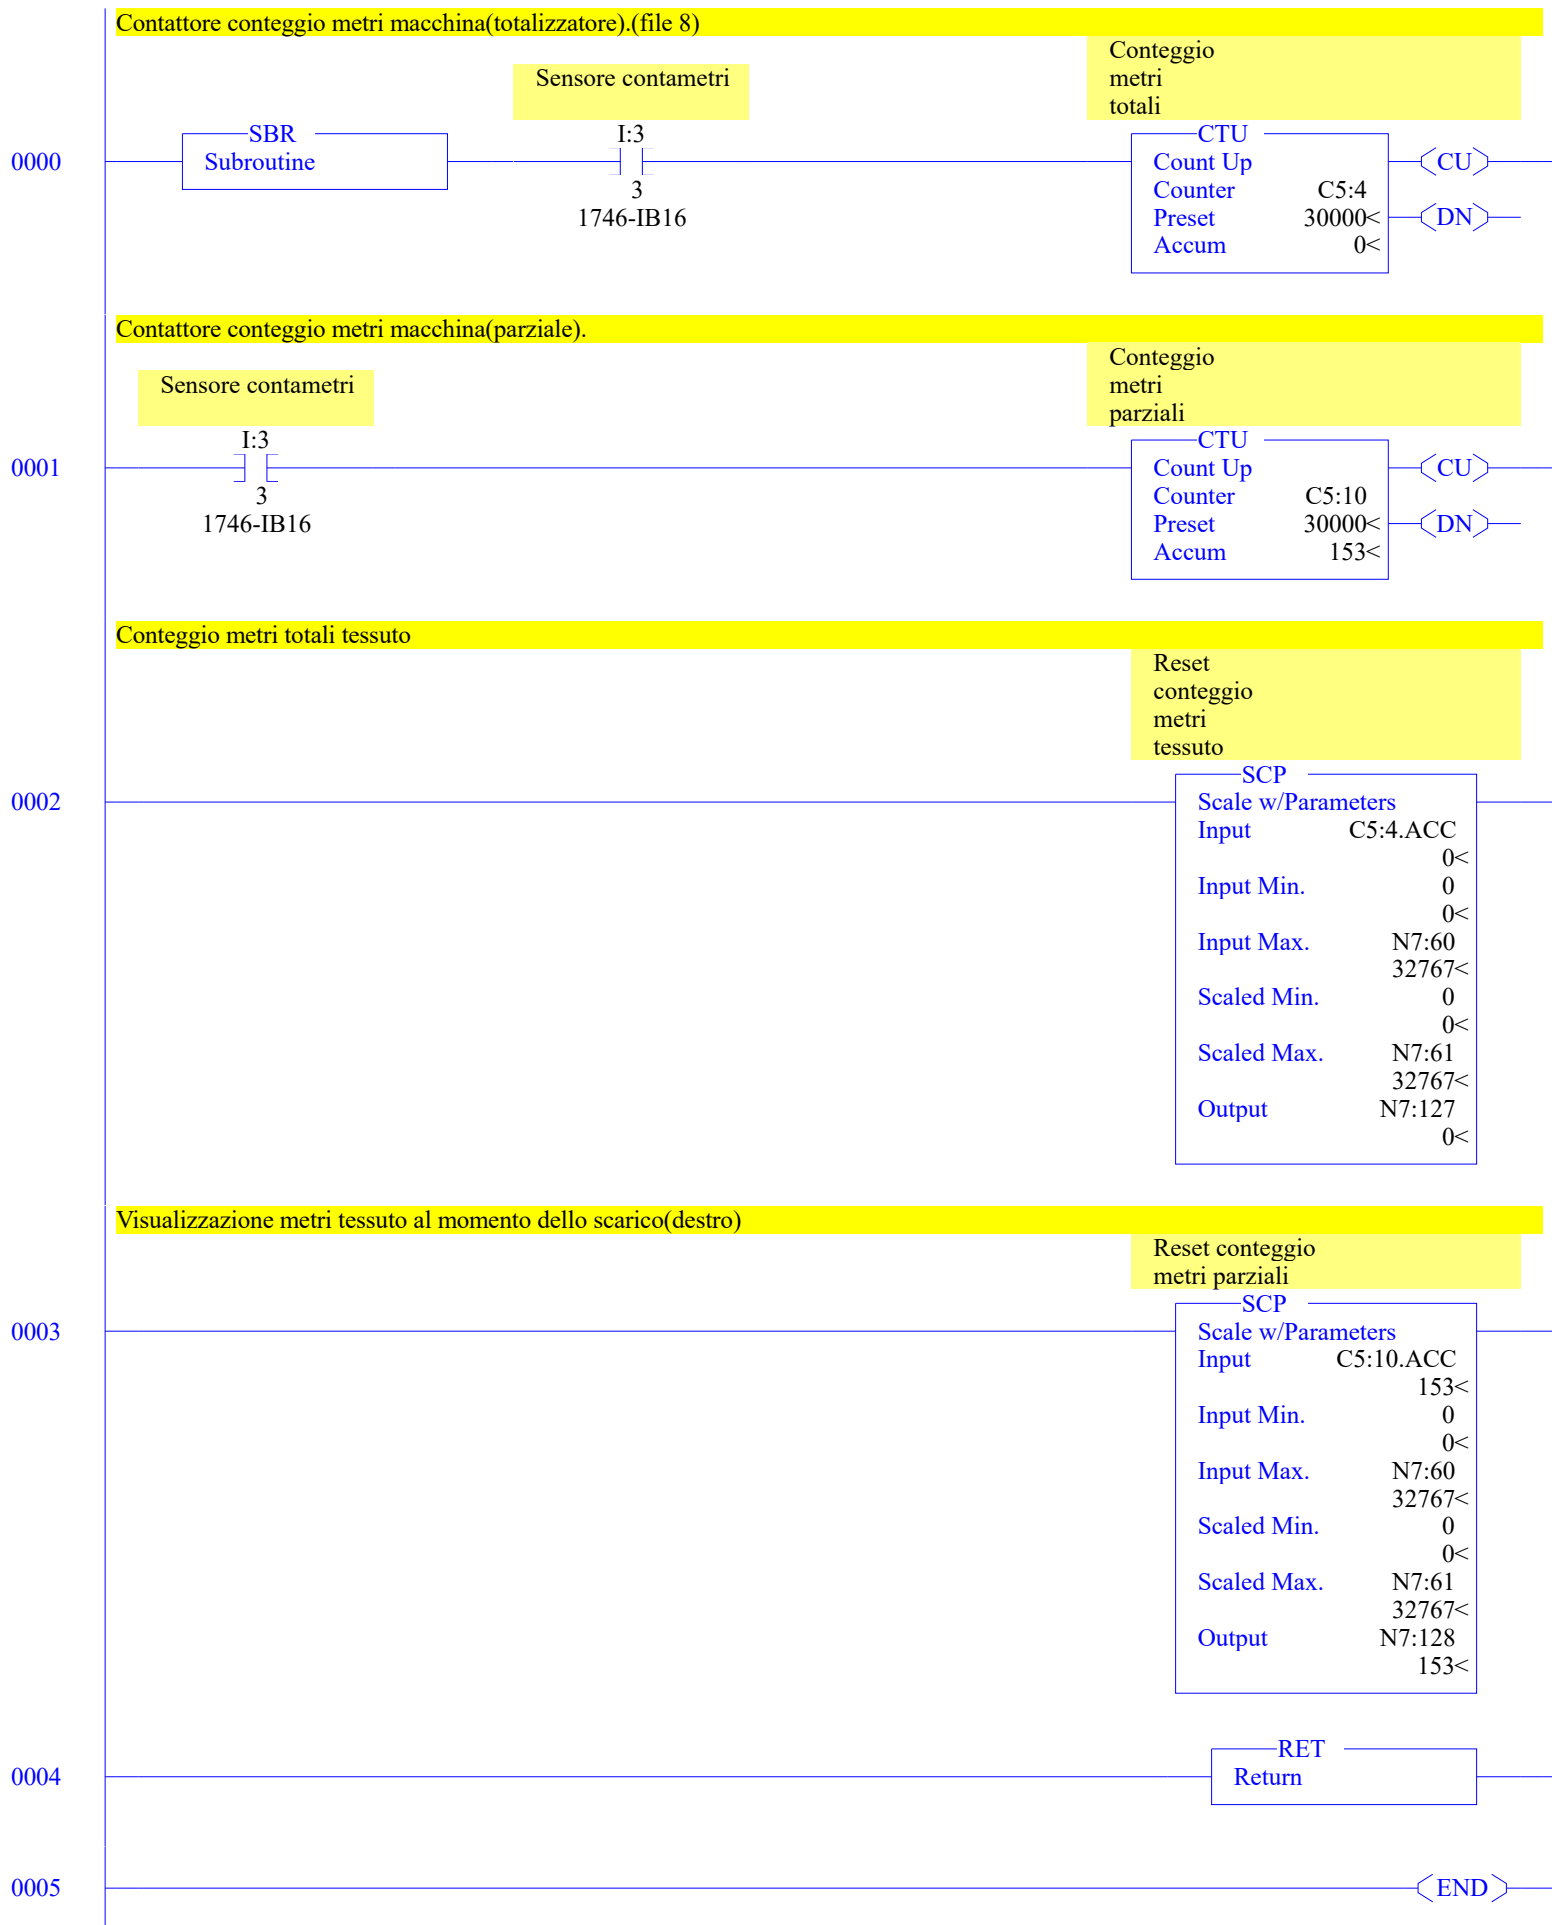 Contattore conteggio metri macchina(totalizzatore).(file 8)
Conteggio
metri
totali
Sensore contametri
0000
SBR
Subroutine
I:3
3
1746-IB16
CTU
Count Up
Counter C5:4
Preset 30000<
Accum 0<
CU
DN
Contattore conteggio metri macchina(parziale).
Conteggio
metri
parziali
Sensore contametri
0001
I:3
3
1746-IB16
CTU
Count Up
Counter C5:10
Preset 30000<
Accum 153<
CU
DN
Conteggio metri totali tessuto
Reset
conteggio
metri
tessuto
0002
SCP
Scale w/Parameters
Input C5:4.ACC
0<
Input Min. 0
0<
Input Max. N7:60
32767<
Scaled Min. 0
0<
Scaled Max. N7:61
32767<
Output N7:127
0<
Visualizzazione metri tessuto al momento dello scarico(destro)
Reset conteggio
metri parziali
0003
SCP
Scale w/Parameters
Input C5:10.ACC
153<
Input Min. 0
0<
Input Max. N7:60
32767<
Scaled Min. 0
0<
Scaled Max. N7:61
32767<
Output N7:128
153<
0004
RET
Return
0005
END